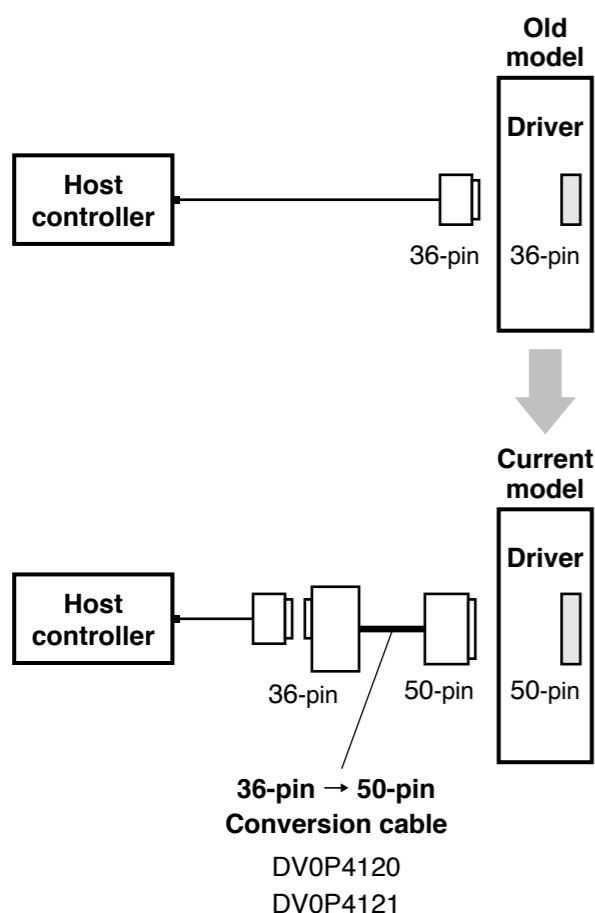 Old
model
Driver
Host
controller
36-pin
36-pin
Current
model
Driver
Host
controller
36-pin
50-pin
50-pin
36-pin → 50-pin
Conversion cable
DV0P4120
DV0P4121